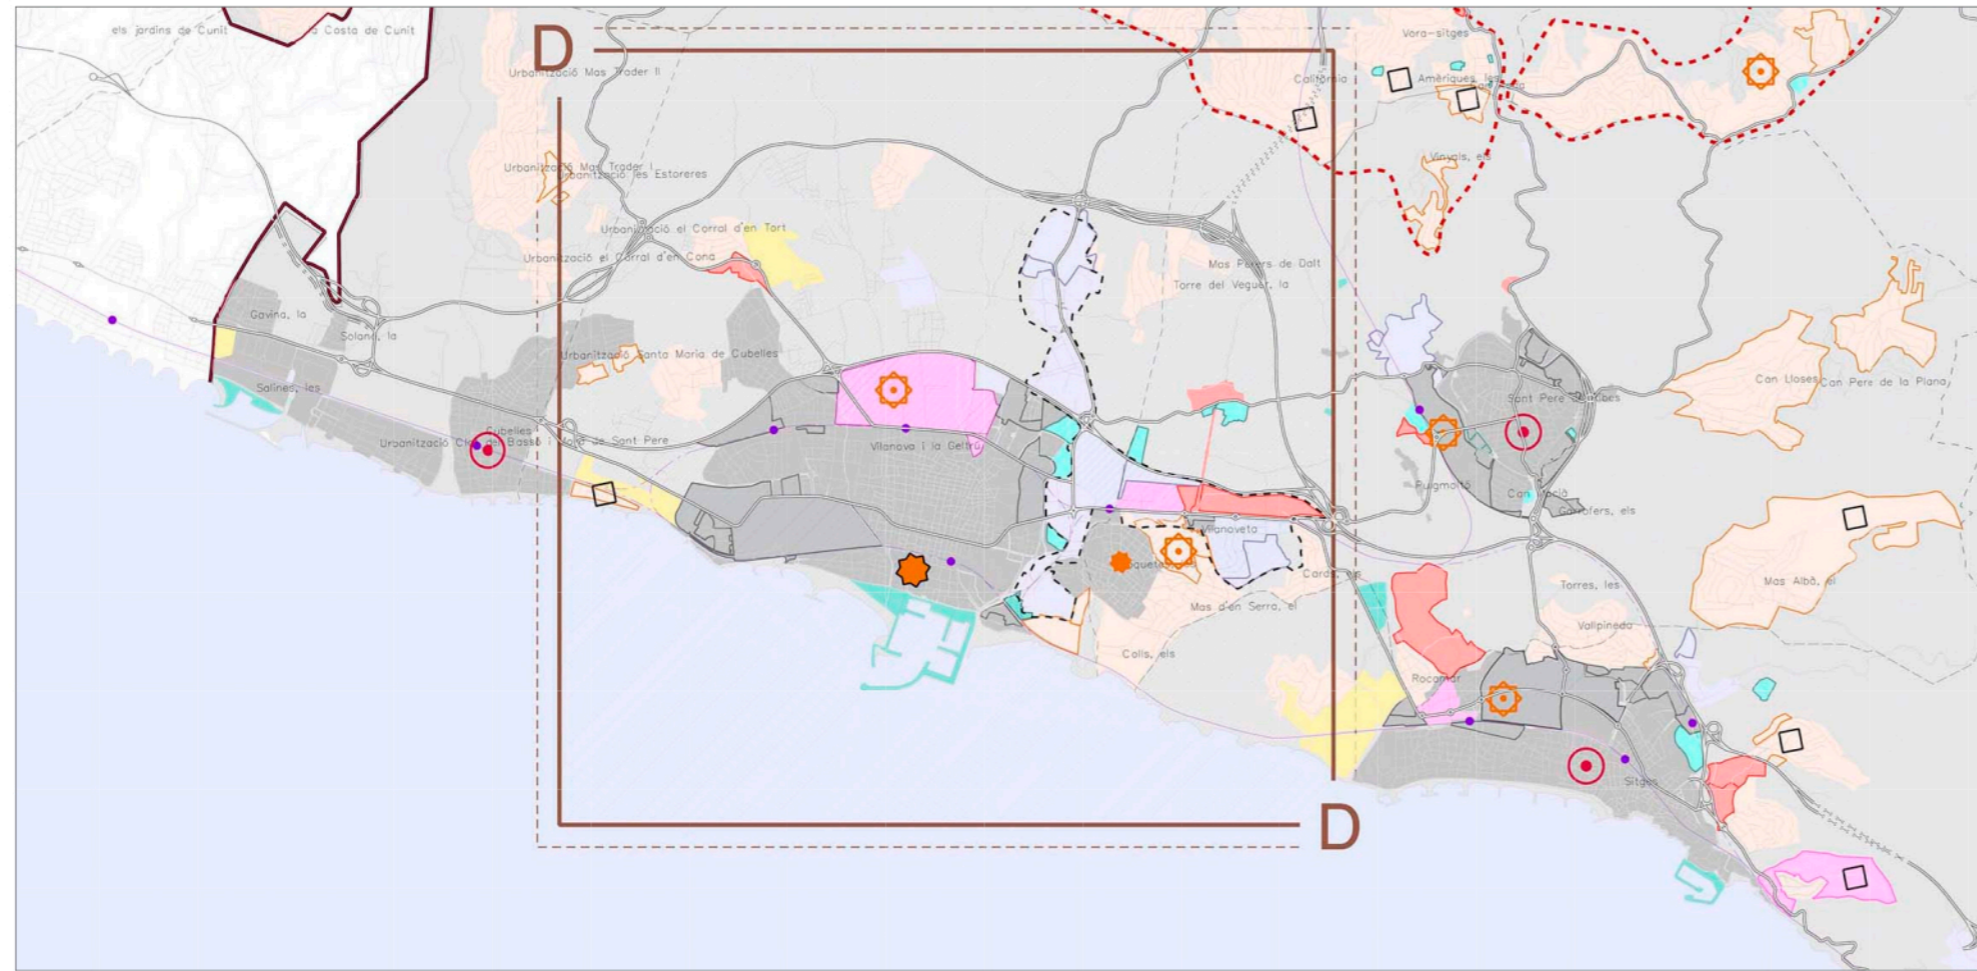 els jardins de Cunit
a Costa de Cunit
D
Vora-sitges
Urbanització Mas Trader II
Califòrnia
Amèriques, les
Vinyals, els
Urbanització Mas Trader I
Urbanització les Estoreres
Urbanització el Corral d'en Tort
Urbanització el Corral d'en Cona
Mas Pavers de Dalt
Torre del Veguer, la
Gavina, la
Solana, la
Urbanització Santa Maria de Cubelles
Salines, les
Can Lloses
Can Pere de la Plana
Sant Pere de Ribes
Cubelles
Vilanova i la Geltrú
Puigmoltó
Can Macià
Garrofers, els
Vilanoveta
Cards, els
Torres, les
Mas Albà, el
Mas d'en Serra, el
Vallpineda
Colls, els
Rocamar
Sitges
D